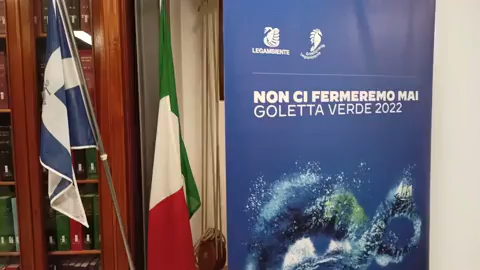 LEGAMBIENTE
NON CI FERMEREMO MAI
GOLETTA VERDE 2022